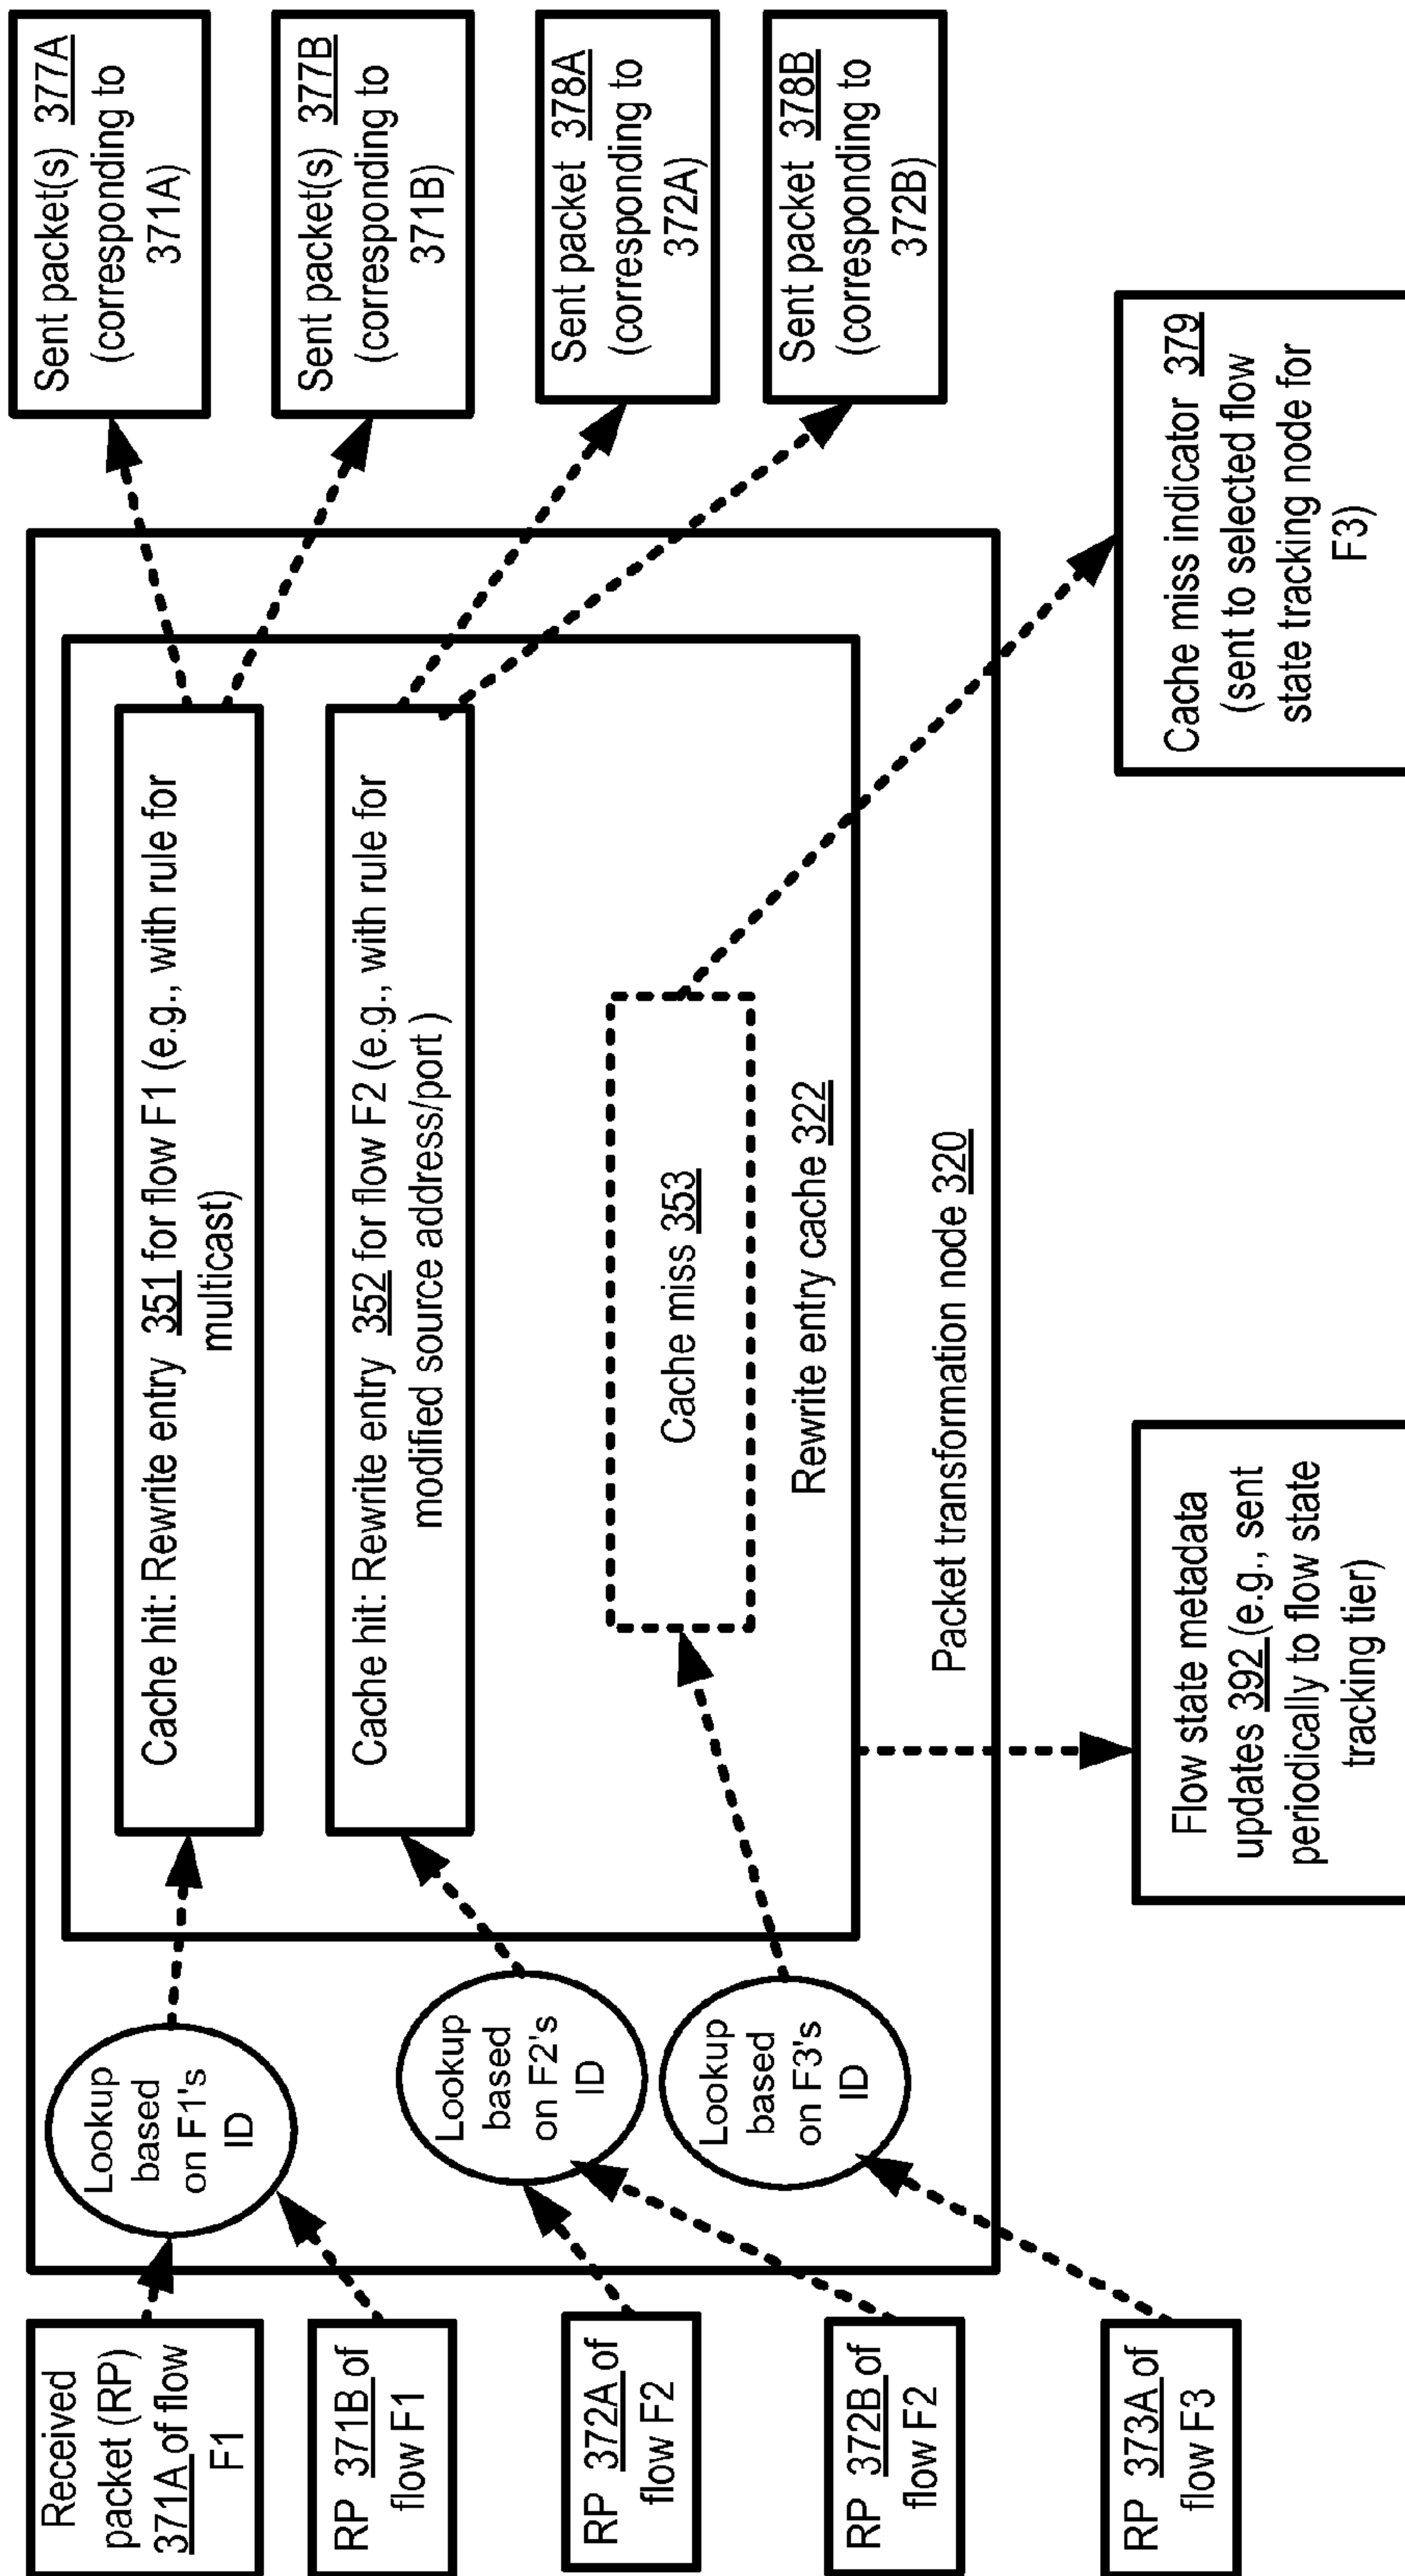 Received
packet (RP)
371A of flow
F1
RP 371B of
flow F1
RP 372A of
flow F2
RP 372B of
flow F2
RP 373A of
flow F3
Lookup
based
on F1's
ID
Lookup
based
on F2's
ID
Lookup
based
on F3's
ID
Cache hit: Rewrite entry 351 for flow F1 (e.g., with rule for
multicast)
Cache hit: Rewrite entry 352 for flow F2 (e.g., with rule for
modified source address/port )
Cache miss 353
Rewrite entry cache 322
Packet transformation node 320
Sent packet(s) 377A
(corresponding to
371A)
Sent packet(s) 377B
(corresponding to
371B)
Sent packet 378A
(corresponding to
372A)
Sent packet 378B
(corresponding to
372B)
Flow state metadata
updates 392 (e.g., sent
periodically to flow state
tracking tier)
Cache miss indicator 379
(sent to selected flow
state tracking node for
F3)